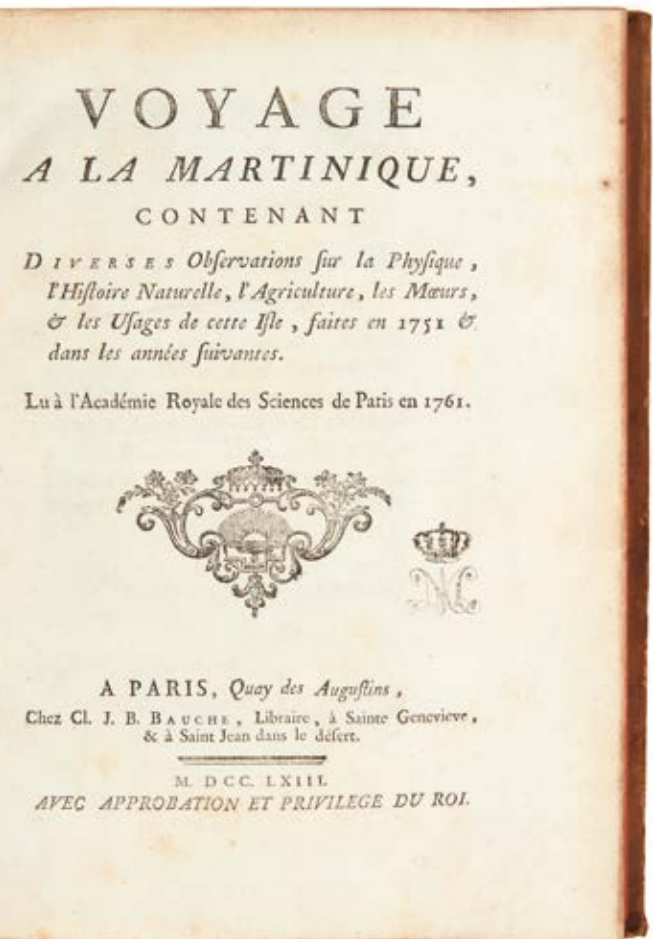 VOYAGE
A LA MARTINIQUE,
CONTENANT
DIVERSES Obſervations ſur la Phyſique,
l'Hiſtoire Naturelle, l'Agriculture, les Mœurs,
& les Uſages de cette Iſle, faites en 1751 &
dans les années ſuivantes.
Lu à l'Académie Royale des Sciences de Paris en 1761.
A PARIS, Quay des Auguſtins,
Chez Cl. J. B. BAUCHE, Libraire, à Sainte Genevieve,
& à Saint Jean dans le déſert.
M. DCC. LXIII.
AVEC APPROBATION ET PRIVILEGE DU ROI.